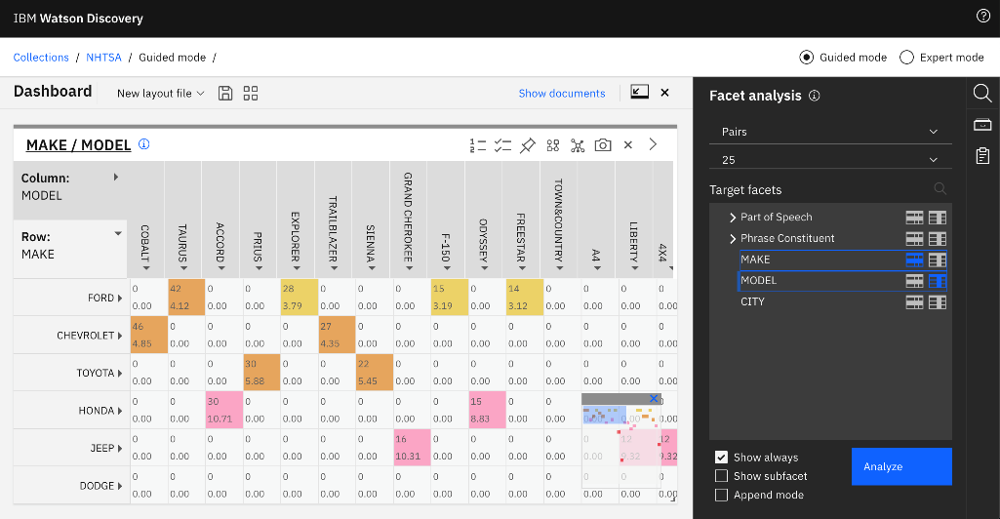 IBM Watson Discovery
Collections / NHTSA / Guided mode /
Guided mode Expert mode
Dashboard New layout file Show documents
MAKE / MODEL
Column:
MODEL
Row:
MAKE
COBALT TAURUS ACCORD PRIUS EXPLORER TRAILBLAZER SIENNA GRAND CHEROKEE F-150 ODYSSEY FREESTAR TOWN&COUNTRY A4 LIBERTY 4X4
0 42 0 0 28 0 0 0 15 0 14 0 0 0 0
FORD
0.00 4.12 0.00 0.00 3.79 0.00 0.00 0.00 3.19 0.00 3.12 0.00 0.00 0.00 0.00
46 0 0 0 0 27 0 0 0 0 0 0 0 0 0
CHEVROLET
4.85 0.00 0.00 0.00 0.00 4.35 0.00 0.00 0.00 0.00 0.00 0.00 0.00 0.00 0.00
0 0 0 30 0 0 22 0 0 0 0 0 0 0 0
TOYOTA
0.00 0.00 0.00 5.88 0.00 0.00 5.45 0.00 0.00 0.00 0.00 0.00 0.00 0.00 0.00
0 0 30 0 0 0 0 0 0 15 0 0 0
HONDA
0.00 0.00 10.71 0.00 0.00 0.00 0.00 0.00 0.00 8.83 0.00 0.00 0.00 0.00 0.00
0 0 0 0 0 0 0 16 0 0 0 0 0 12 12
JEEP
0.00 0.00 0.00 0.00 0.00 0.00 0.00 10.31 0.00 0.00 0.00 0.00 0.00 9.32 9.32
0 0 0 0 0 0 0 0 0 0 0 0 0 0 0
DODGE
0.00 0.00 0.00 0.00 0.00 0.00 0.00 0.00 0.00 0.00 0.00 0.00 0.00 0.00 0.00
Facet analysis
Pairs
25
Target facets
Part of Speech
Phrase Constituent
MAKE
MODEL
CITY
Show always
Show subfacet
Append mode
Analyze